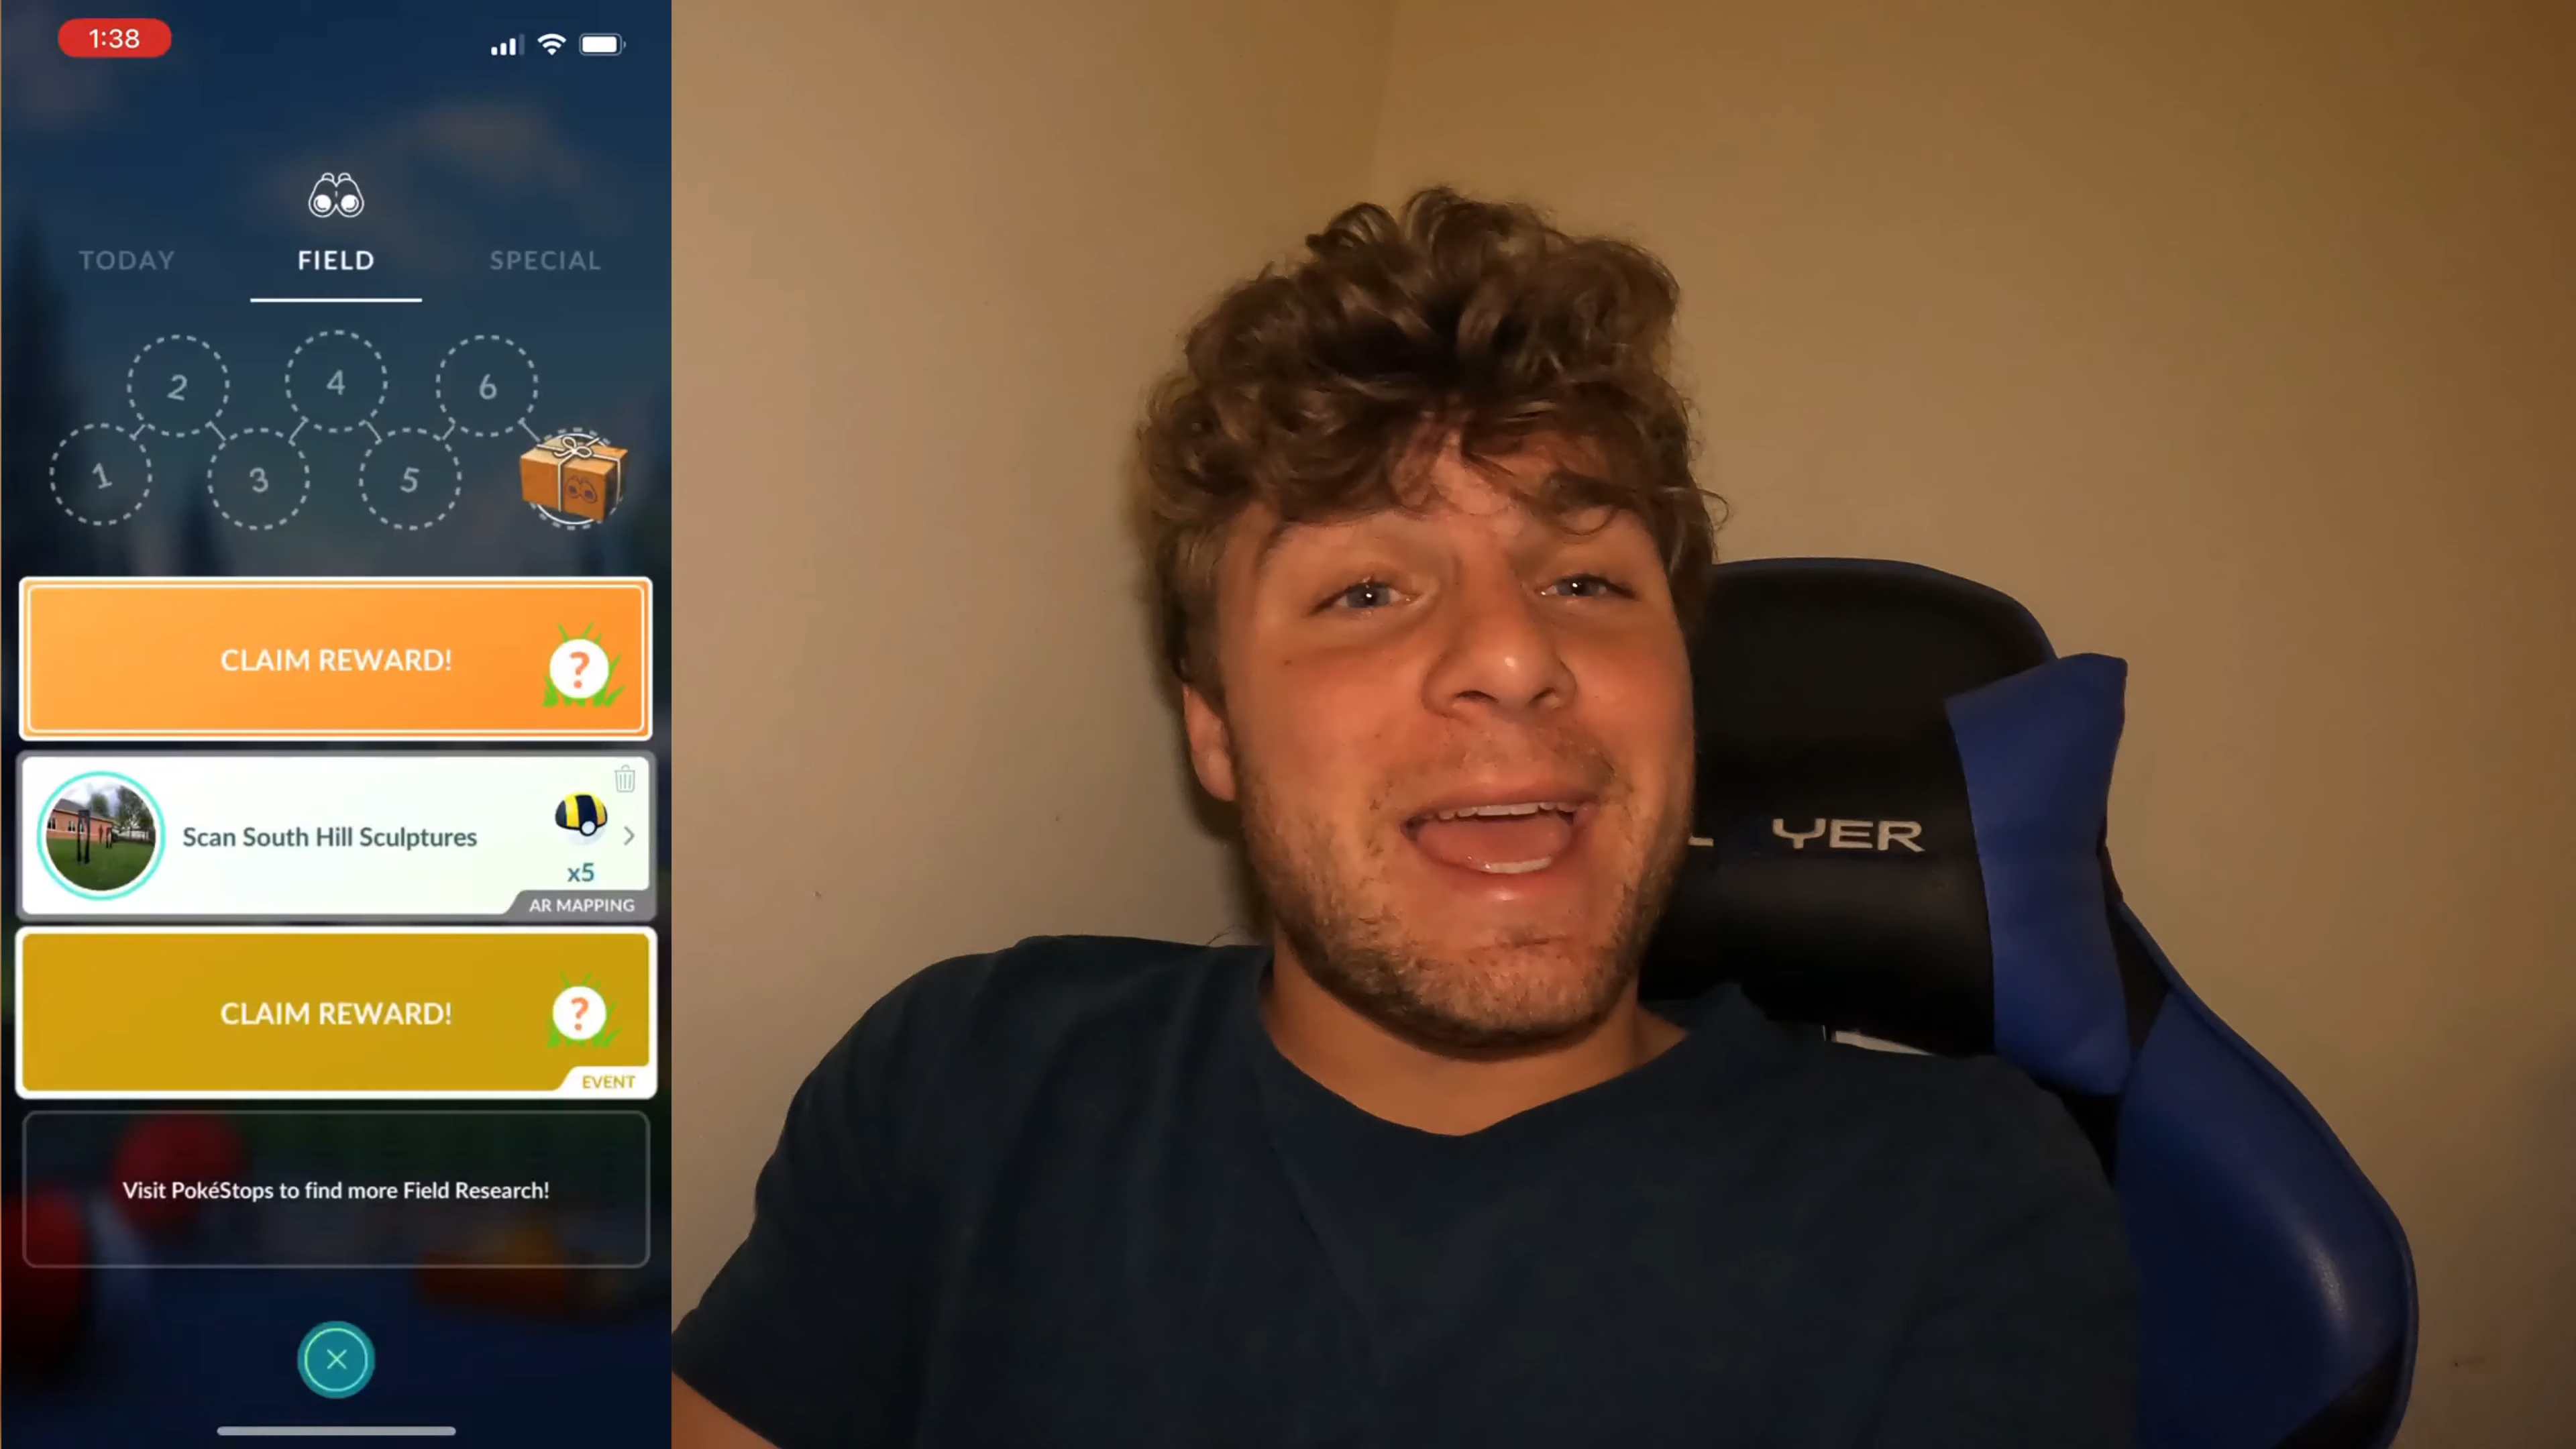 1:38
TODAY
FIELD
SPECIAL
2
4
6
1
3
5
CLAIM REWARD!
?
Scan South Hill Sculptures
x5
AR MAPPING
CLAIM REWARD!
?
EVENT
Visit PokéStops to find more Field Research!
YER